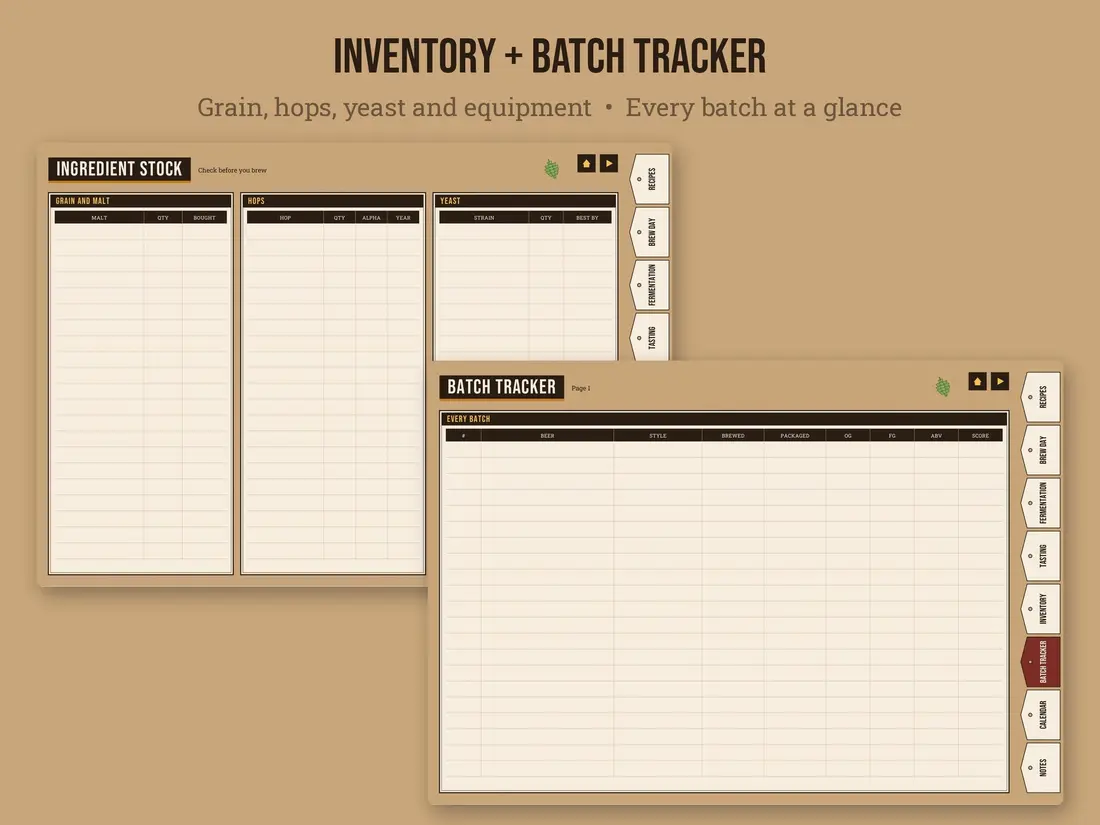 INVENTORY + BATCH TRACKER
Grain, hops, yeast and equipment • Every batch at a glance
INGREDIENT STOCK
Check before you brew
GRAIN AND MALT
MALT QTY BOUGHT
HOPS
HOP QTY ALPHA YEAR
YEAST
STRAIN QTY BEST BY
RECIPES
BREW DAY
FERMENTATION
TASTING
BATCH TRACKER
Page 1
EVERY BATCH
# BEER STYLE BREWED PACKAGED OG FG ABV SCORE
RECIPES
BREW DAY
FERMENTATION
TASTING
INVENTORY
BATCH TRACKER
CALENDAR
NOTES